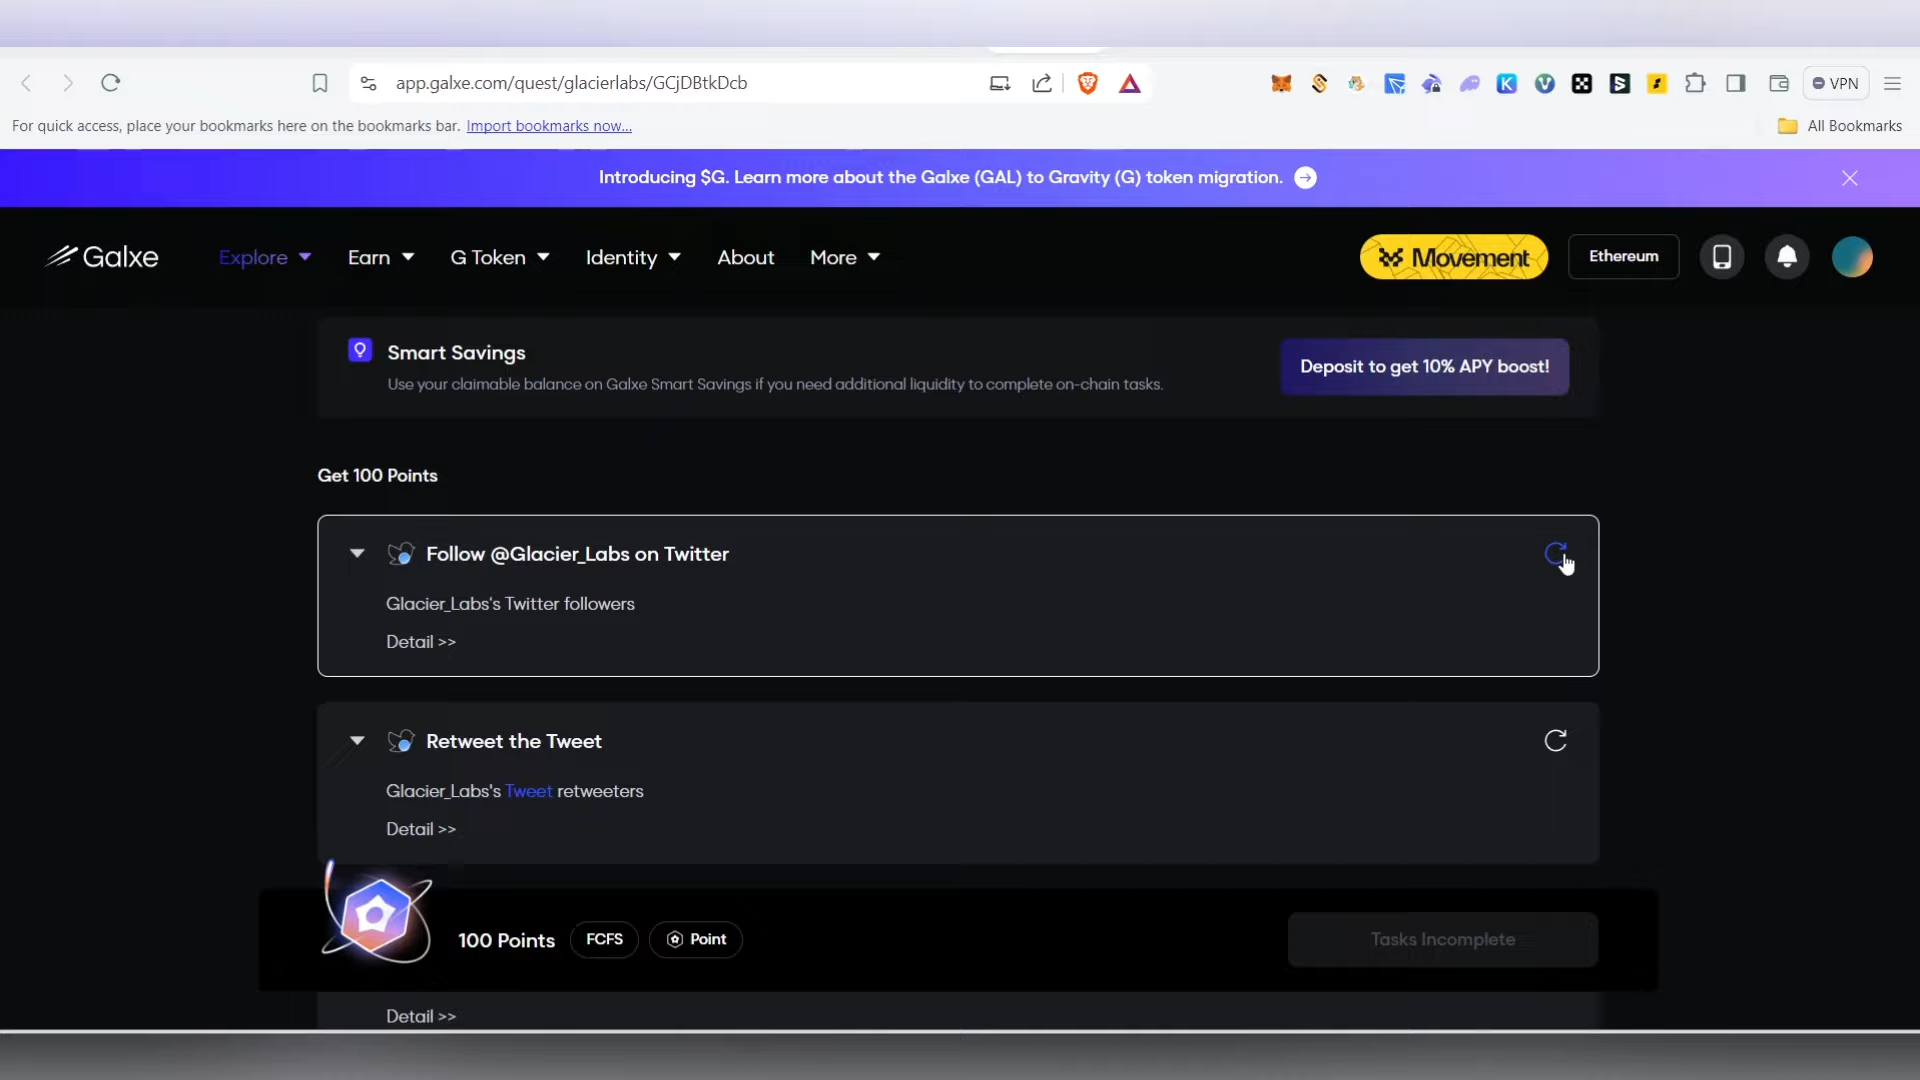 app.galxe.com/quest/glacierlabs/GCjDBtkDcb
VPN
For quick access, place your bookmarks here on the bookmarks bar. Import bookmarks now...
All Bookmarks
Introducing $G. Learn more about the Galxe (GAL) to Gravity (G) token migration.
Galxe
Explore
Earn
G Token
Identity
About
More
Movement
Ethereum
Smart Savings
Use your claimable balance on Galxe Smart Savings if you need additional liquidity to complete on-chain tasks.
Deposit to get 10% APY boost!
Get 100 Points
Follow @Glacier_Labs on Twitter
Glacier_Labs's Twitter followers
Detail >>
Retweet the Tweet
Glacier_Labs's Tweet retweeters
Detail >>
100 Points
FCFS
Point
Tasks Incomplete
Detail >>